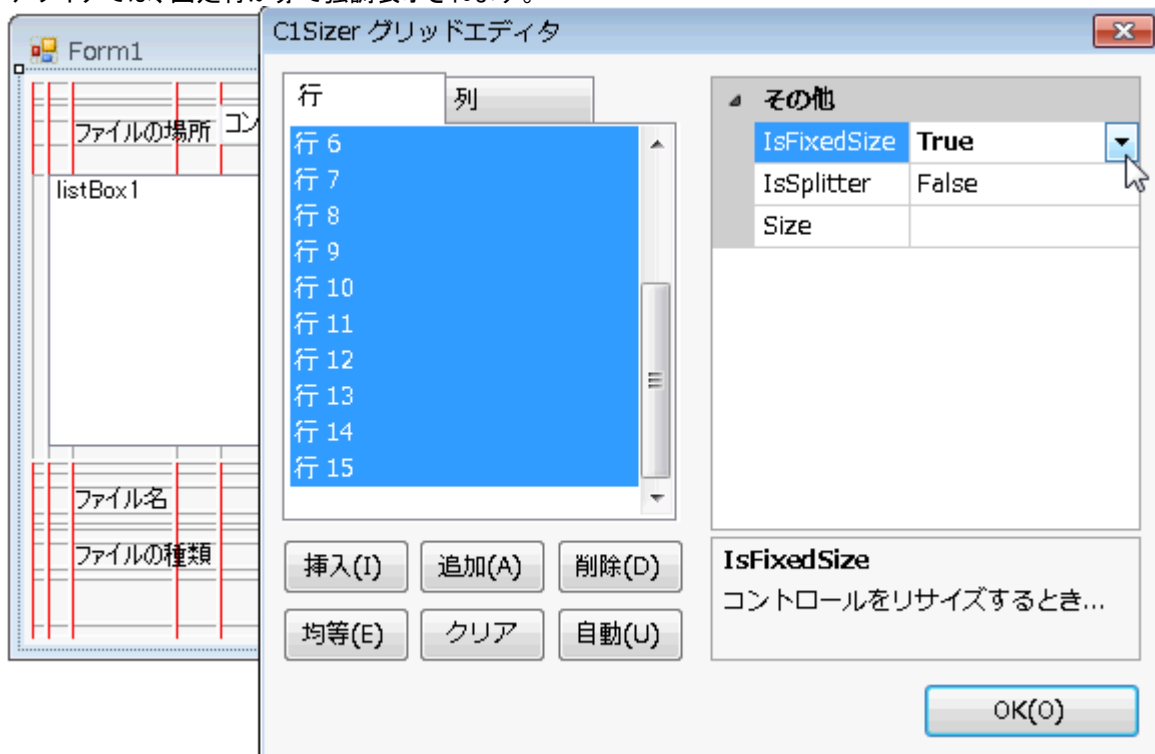 Form1
ファイルの場所
コン
listBox1
ファイル名
ファイルの種類
C1Sizer グリッドエディタ
行
列
行 6
行 7
行 8
行 9
行 10
行 11
行 12
行 13
行 14
行 15
挿入(I)
追加(A)
削除(D)
均等(E)
クリア
自動(U)
その他
IsFixedSize True
IsSplitter False
Size
IsFixedSize
コントロールをリサイズするとき...
OK(O)